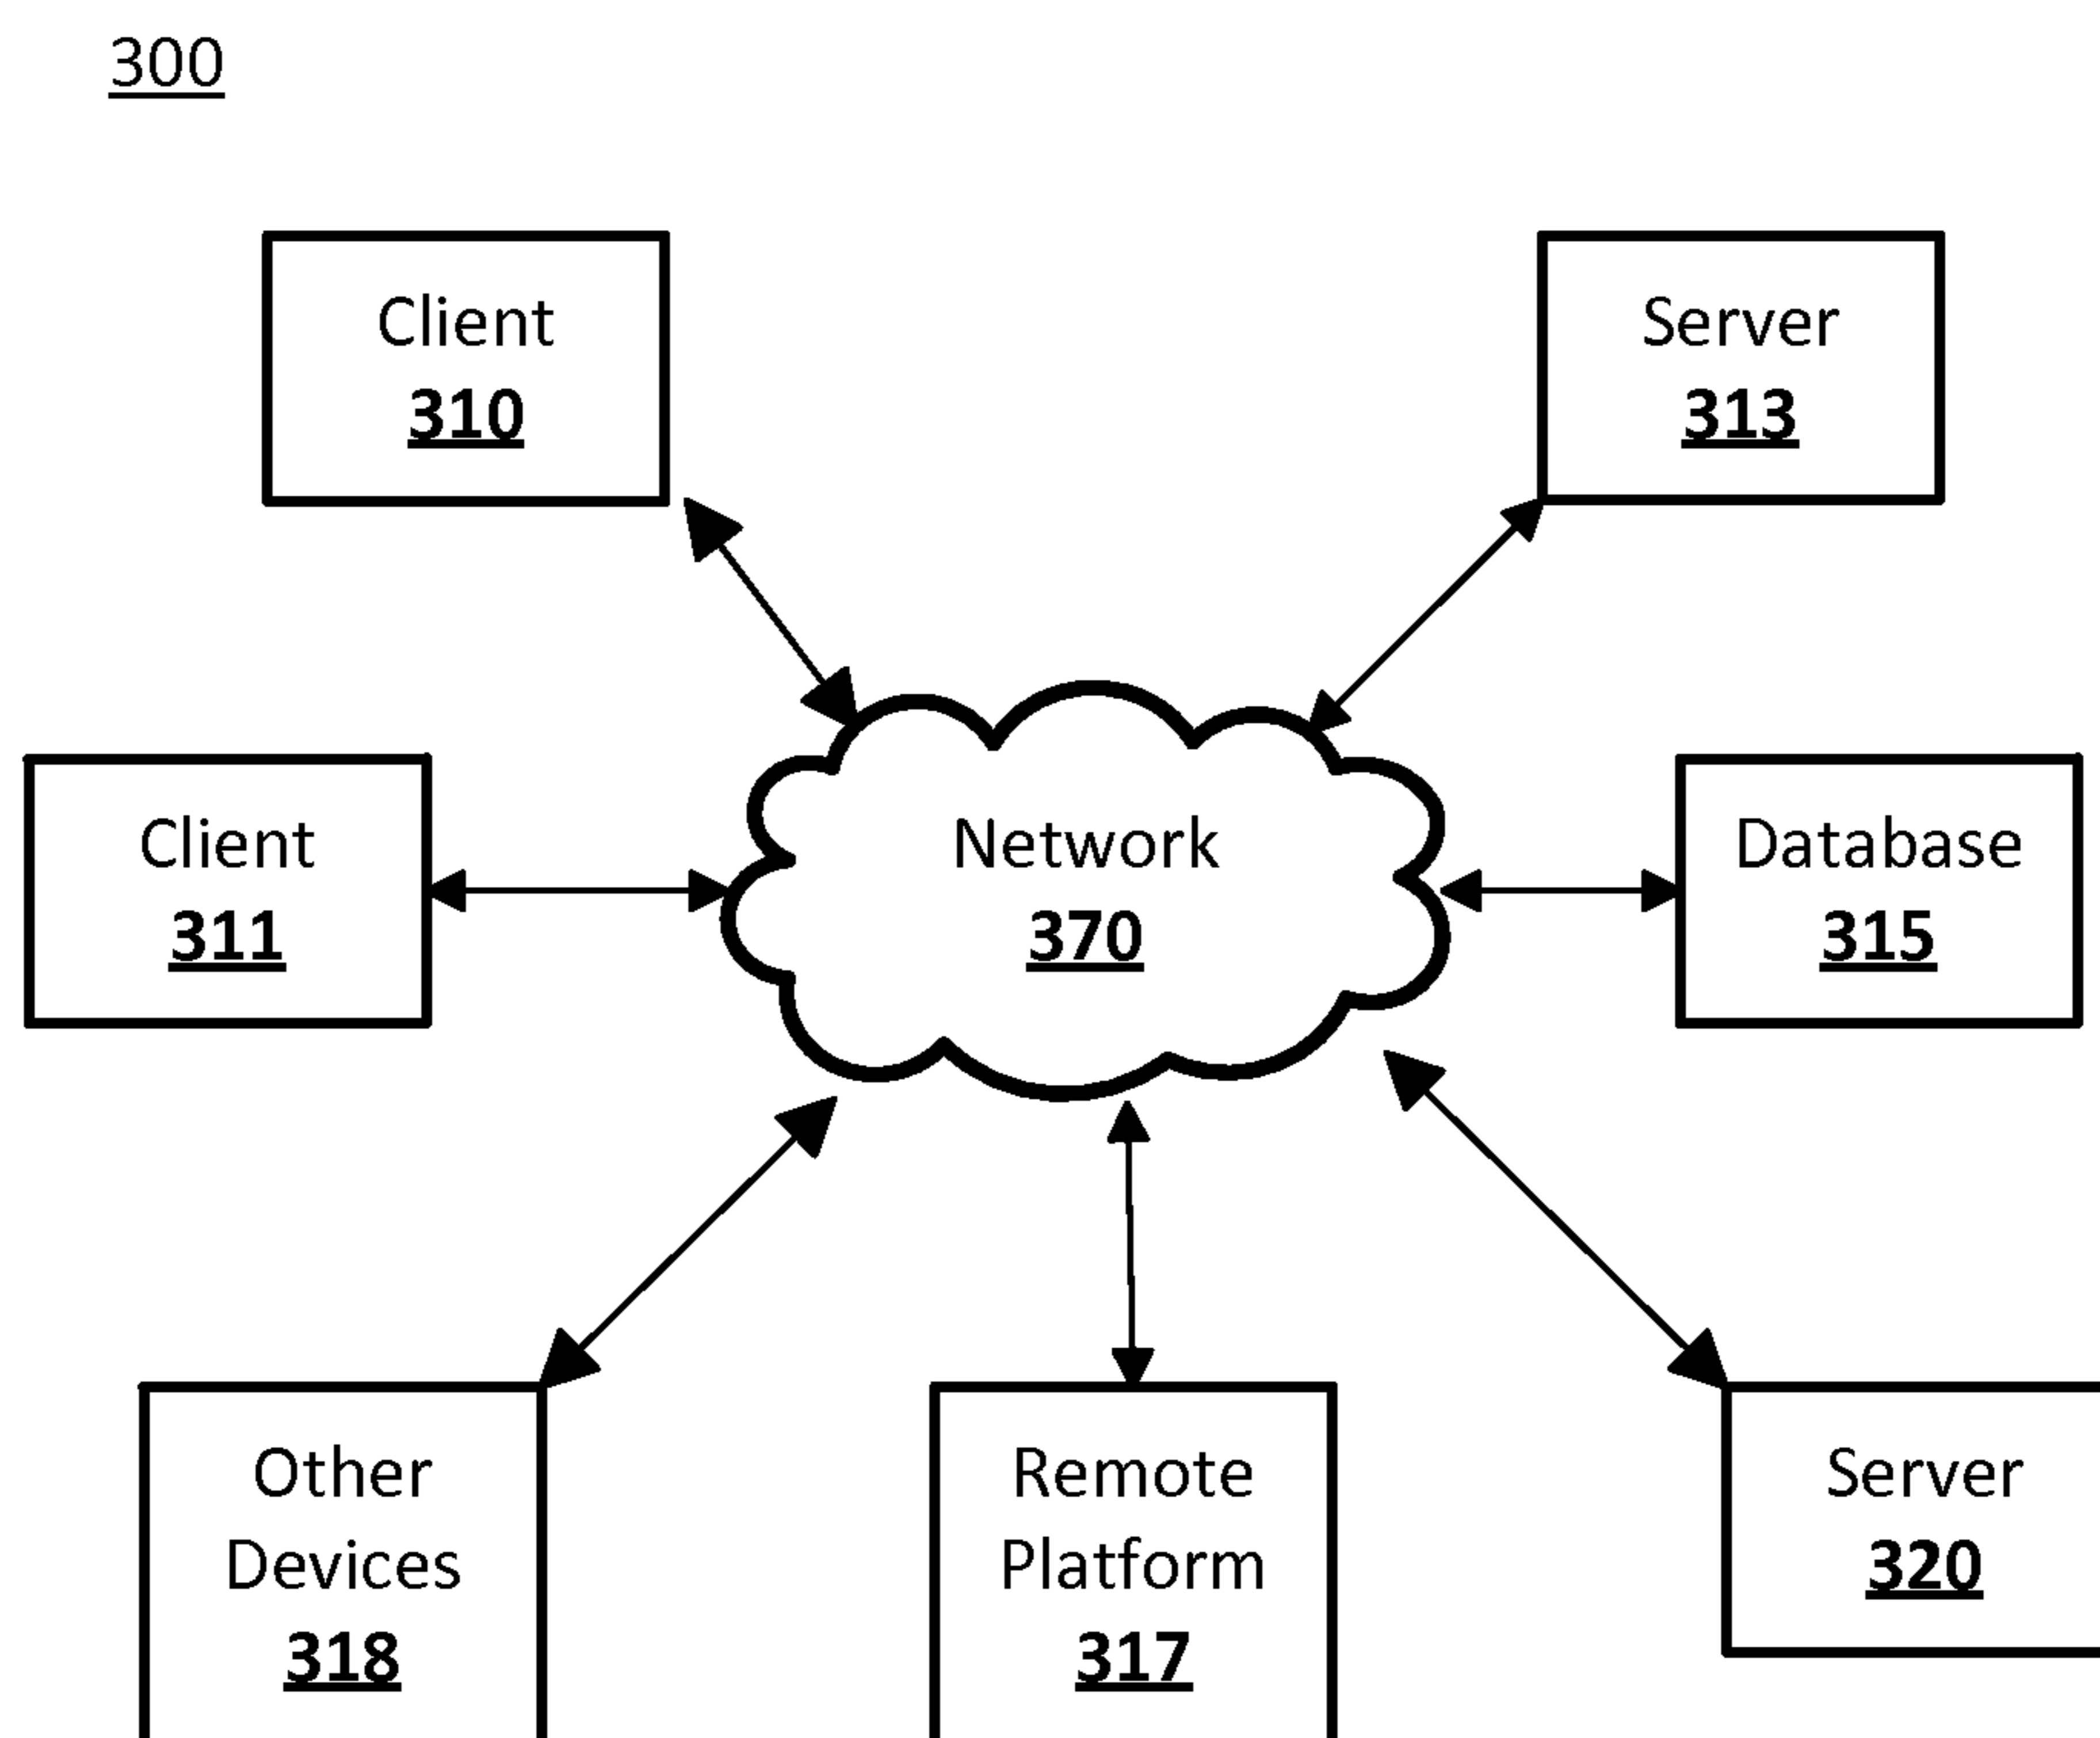 300
Client
310
Server
313
Client
311
Network
370
Database
315
Other
Devices
318
Remote
Platform
317
Server
320